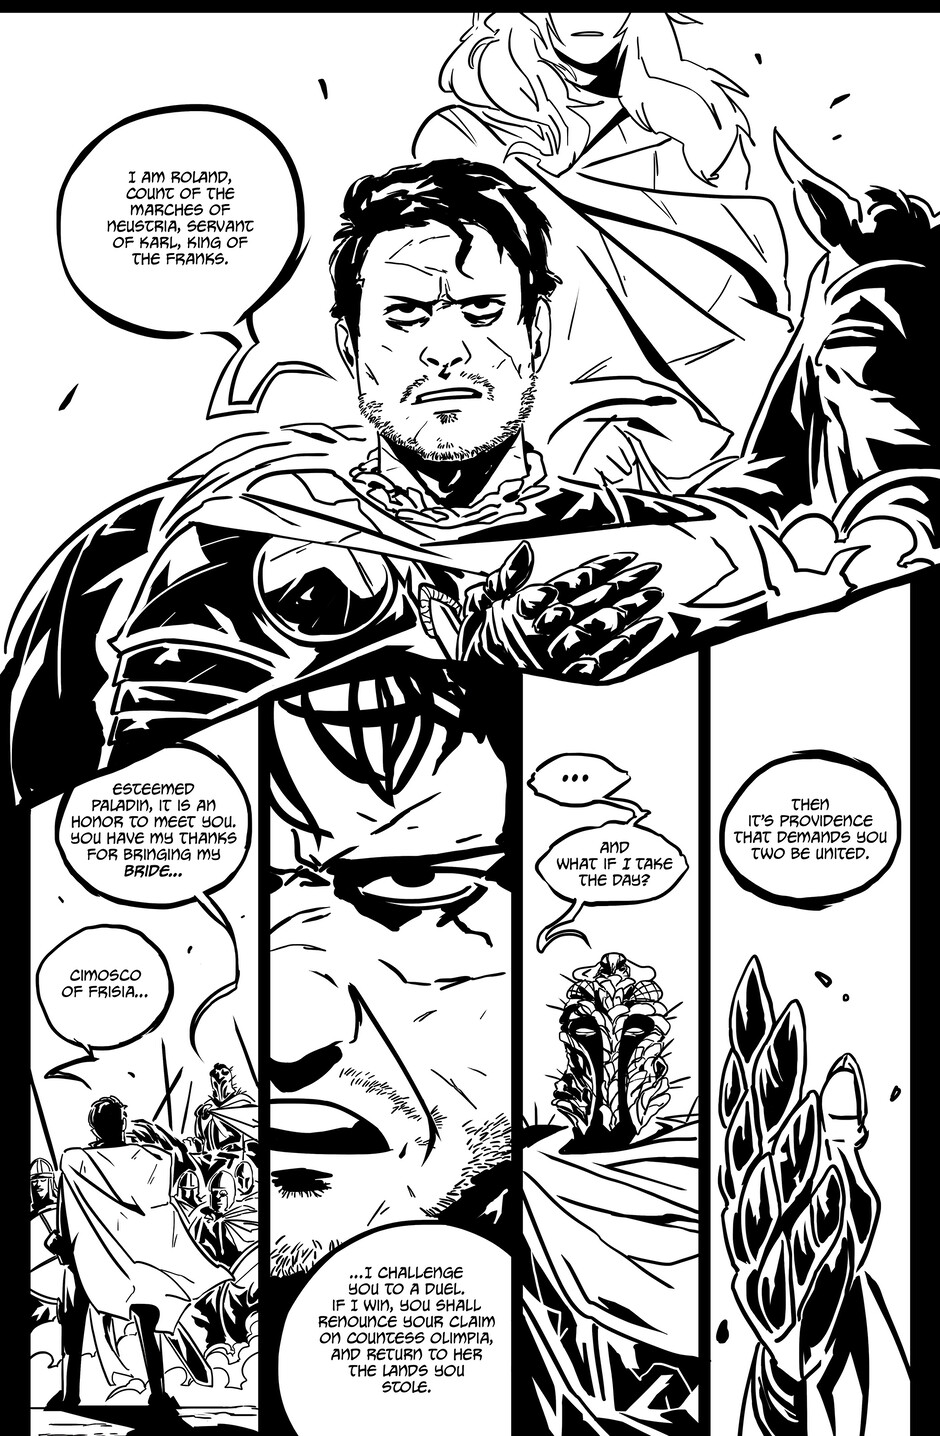 I AM ROLAND,
COUNT OF THE
MARCHES OF
NEUSTRIA, SERVANT
OF KARL, KING OF
THE FRANKS.
ESTEEMED
PALADIN, IT IS AN
HONOR TO MEET YOU.
YOU HAVE MY THANKS
FOR BRINGING MY
BRIDE...
CIMOSCO
OF FRISIA...
...I CHALLENGE
YOU TO A DUEL.
IF I WIN, YOU SHALL
RENOUNCE YOUR CLAIM
ON COUNTESS OLIMPIA,
AND RETURN TO HER
THE LANDS YOU
STOLE.
...
AND
WHAT IF I TAKE
THE DAY?
THEN
IT'S PROVIDENCE
THAT DEMANDS YOU
TWO BE UNITED.